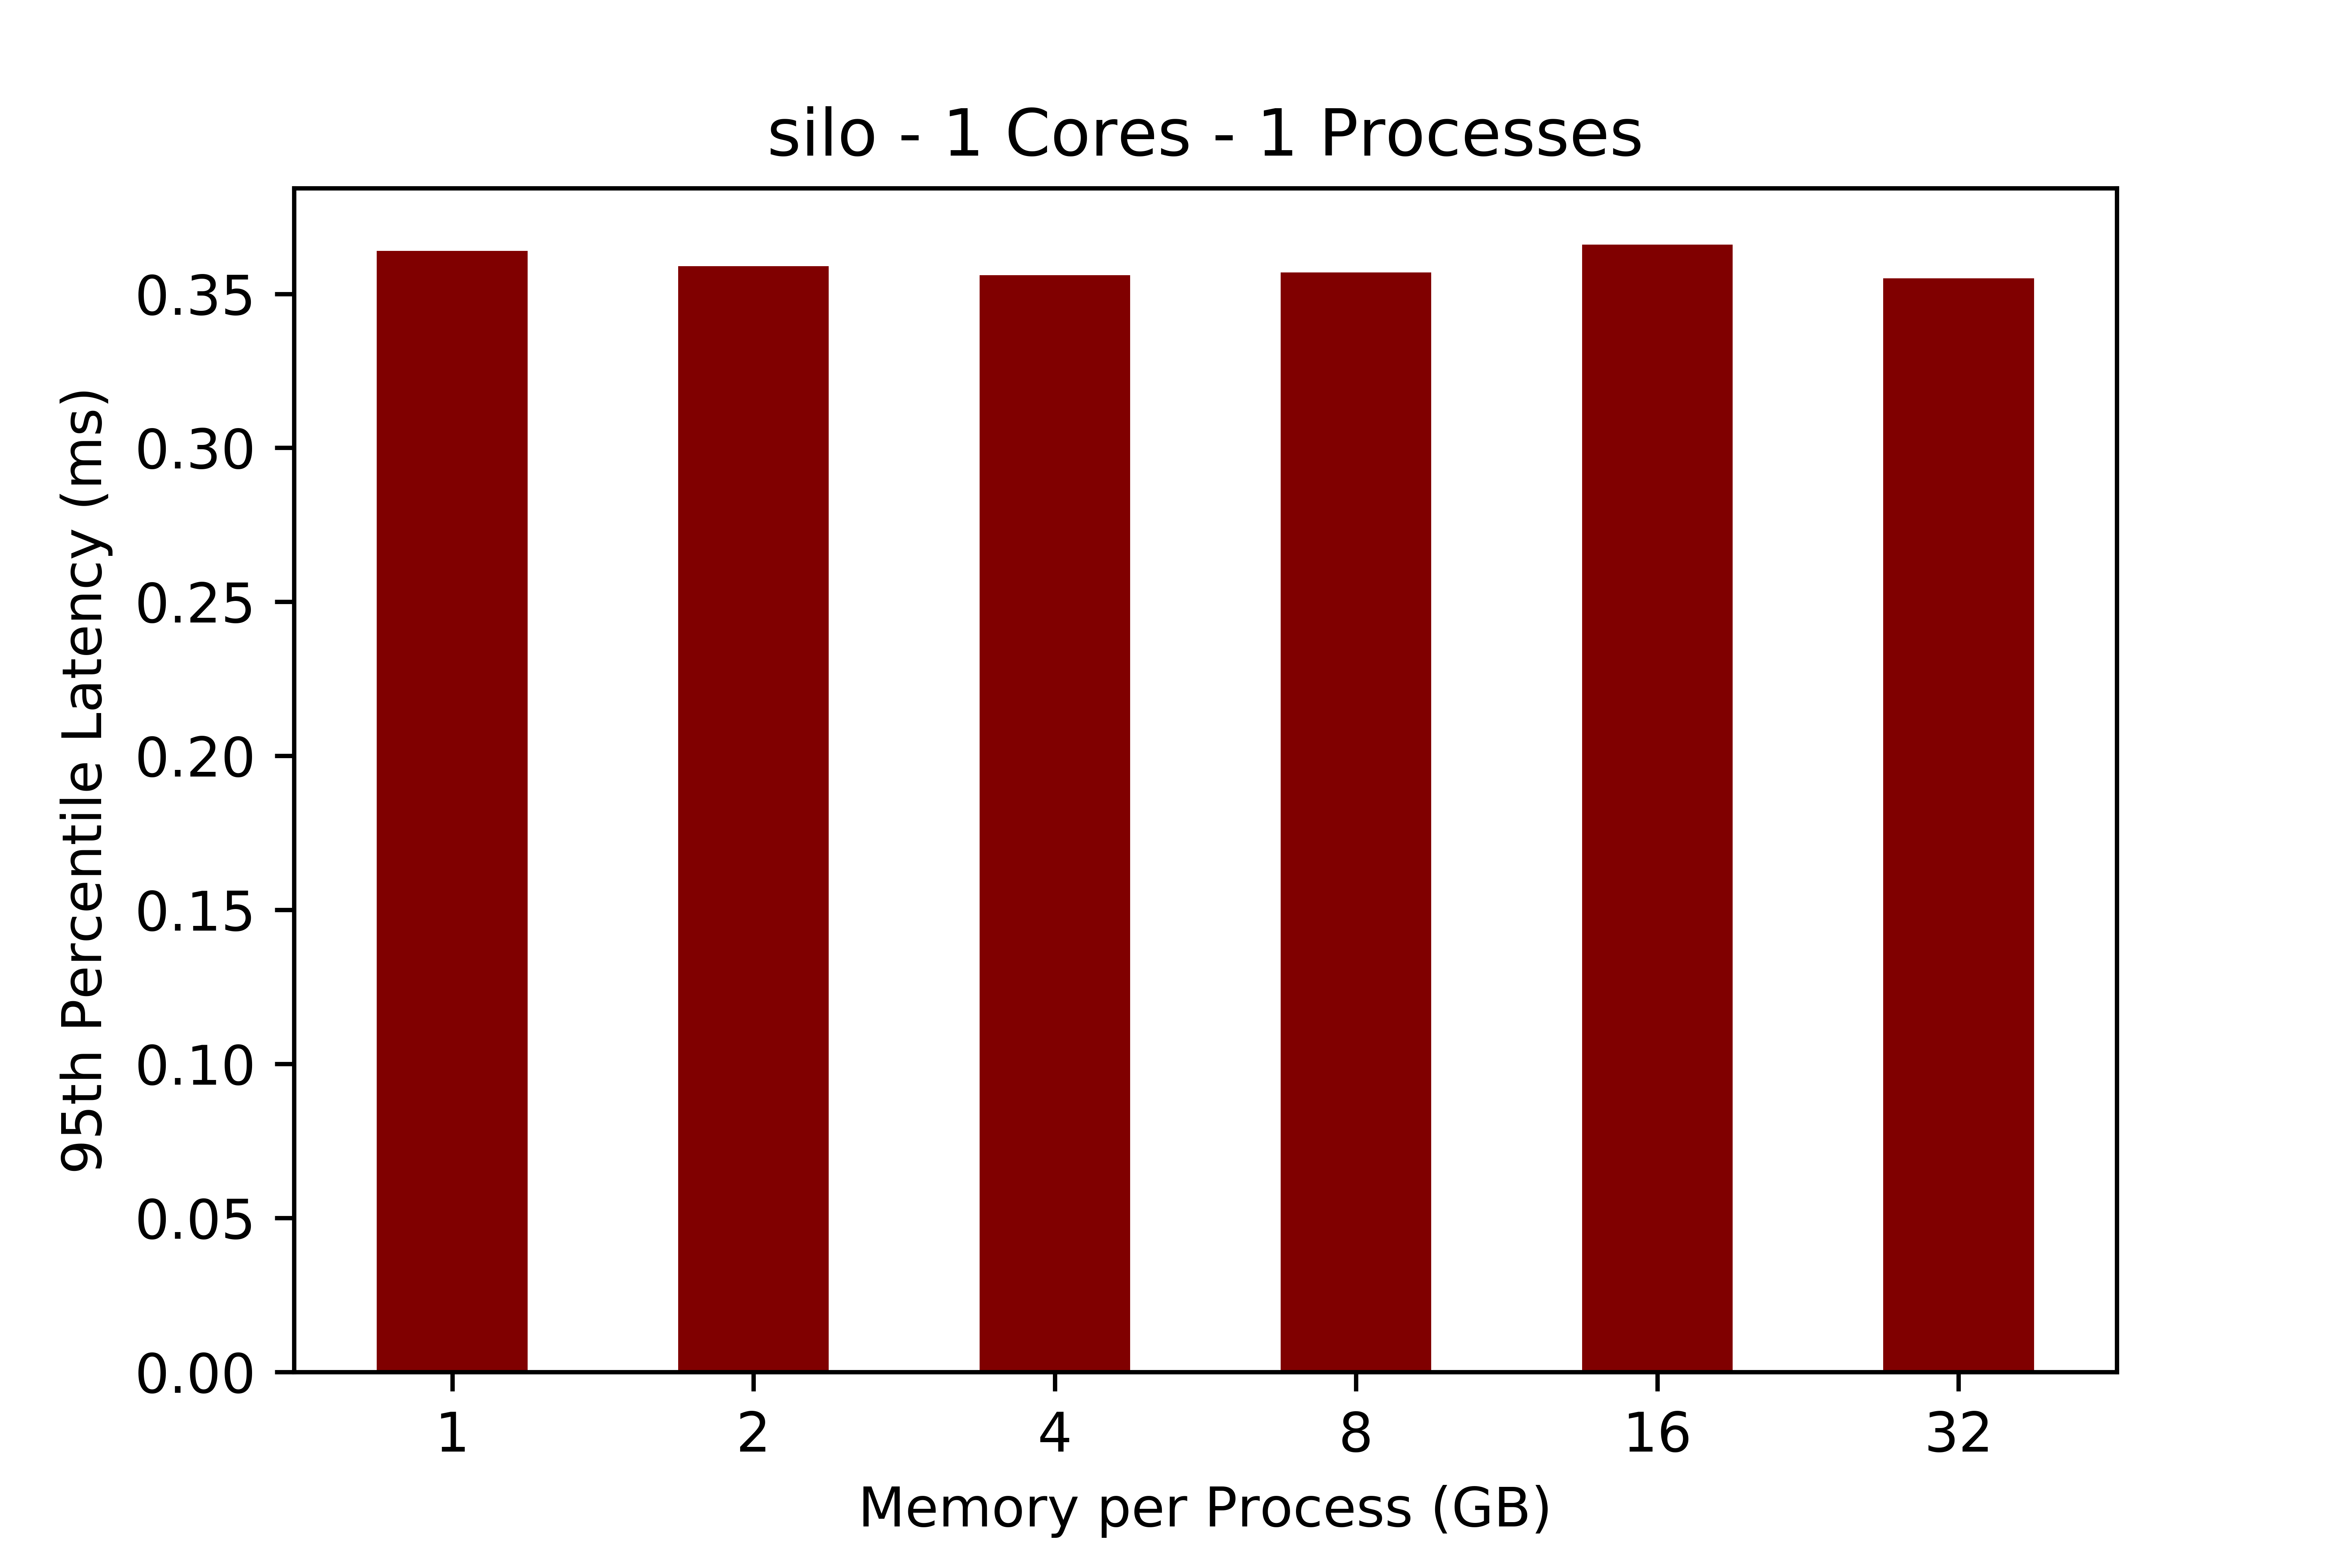 silo - 1 Cores - 1 Processes
95th Percentile Latency (ms)
0.35
0.30
0.25
0.20
0.15
0.10
0.05
0.00
1 2 4 8 16 32
Memory per Process (GB)